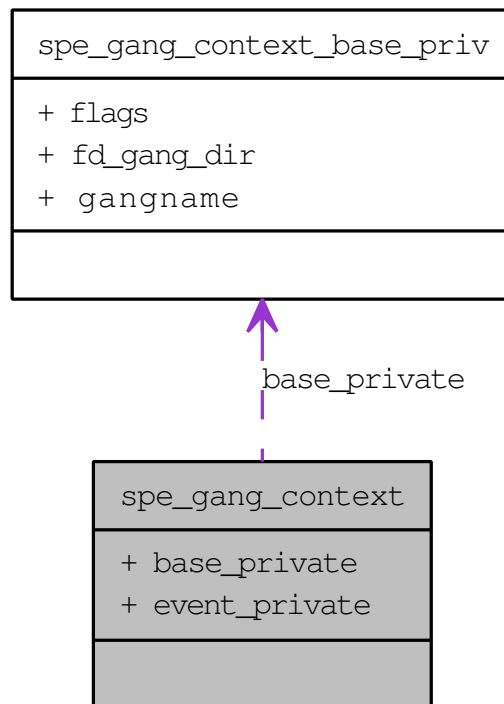 spe_gang_context_base_priv
+ flags
+ fd_gang_dir
+ gangname
base_private
spe_gang_context
+ base_private
+ event_private